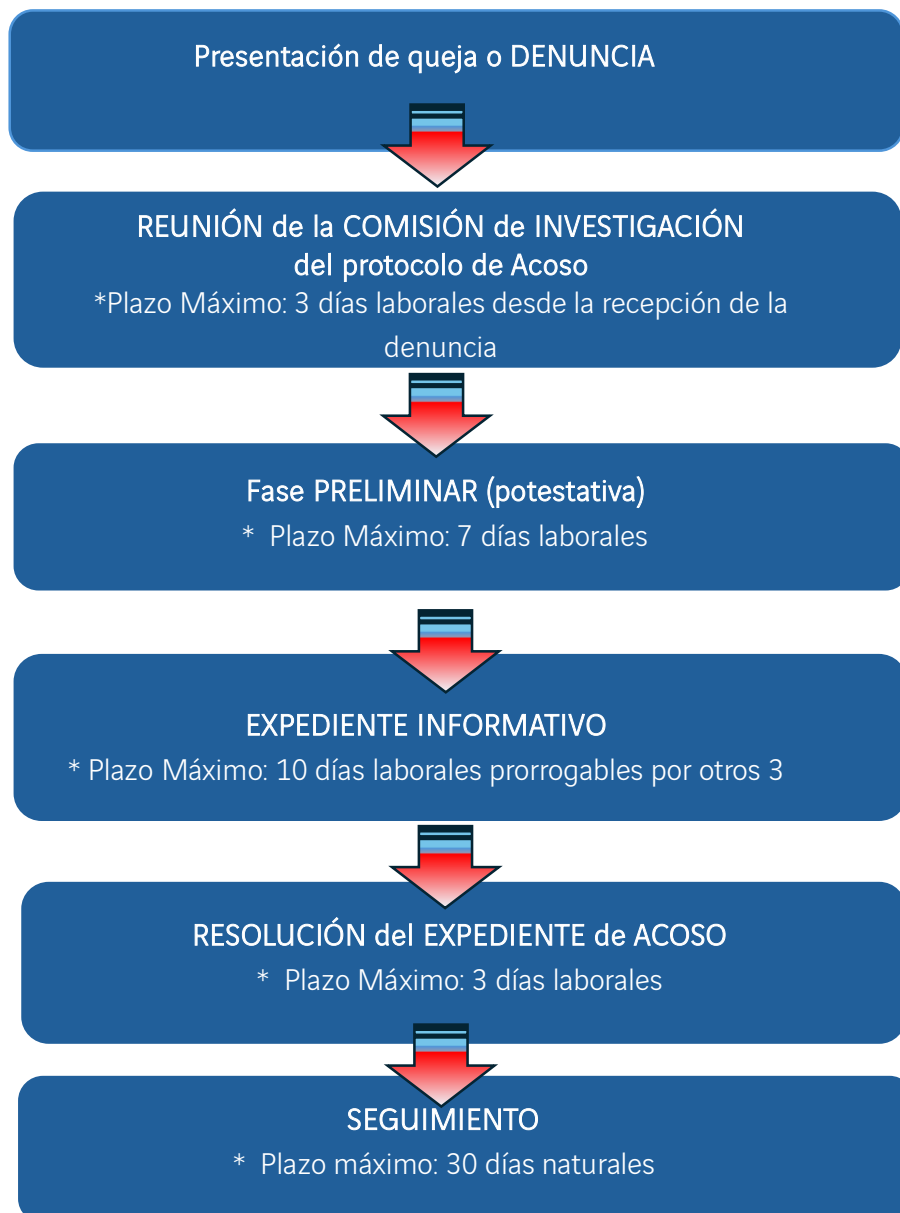 Presentación de queja o DENUNCIA
REUNIÓN de la COMISIÓN de INVESTIGACIÓN
del protocolo de Acoso
*Plazo Máximo: 3 días laborales desde la recepción de la
denuncia
Fase PRELIMINAR (potestativa)
* Plazo Máximo: 7 días laborales
EXPEDIENTE INFORMATIVO
* Plazo Máximo: 10 días laborales prorrogables por otros 3
RESOLUCIÓN del EXPEDIENTE de ACOSO
* Plazo Máximo: 3 días laborales
SEGUIMIENTO
* Plazo máximo: 30 días naturales